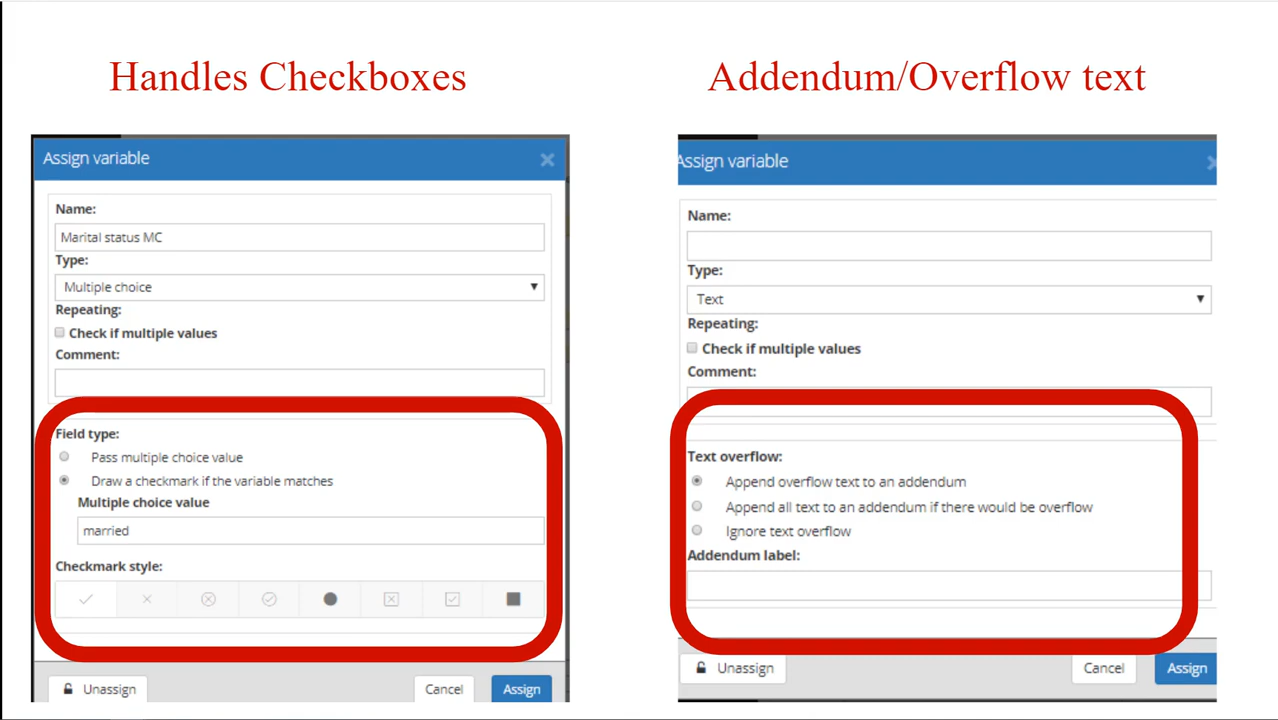 Handles Checkboxes
Assign variable
Name:
Marital status MC
Type:
Multiple choice
Repeating:
Check if multiple values
Comment:
Field type:
Pass multiple choice value
Draw a checkmark if the variable matches
Multiple choice value
married
Checkmark style:
Unassign
Cancel
Assign
Addendum/Overflow text
Assign variable
Name:
Type:
Text
Repeating:
Check if multiple values
Comment:
Text overflow:
Append overflow text to an addendum
Append all text to an addendum if there would be overflow
Ignore text overflow
Addendum label:
Unassign
Cancel
Assign